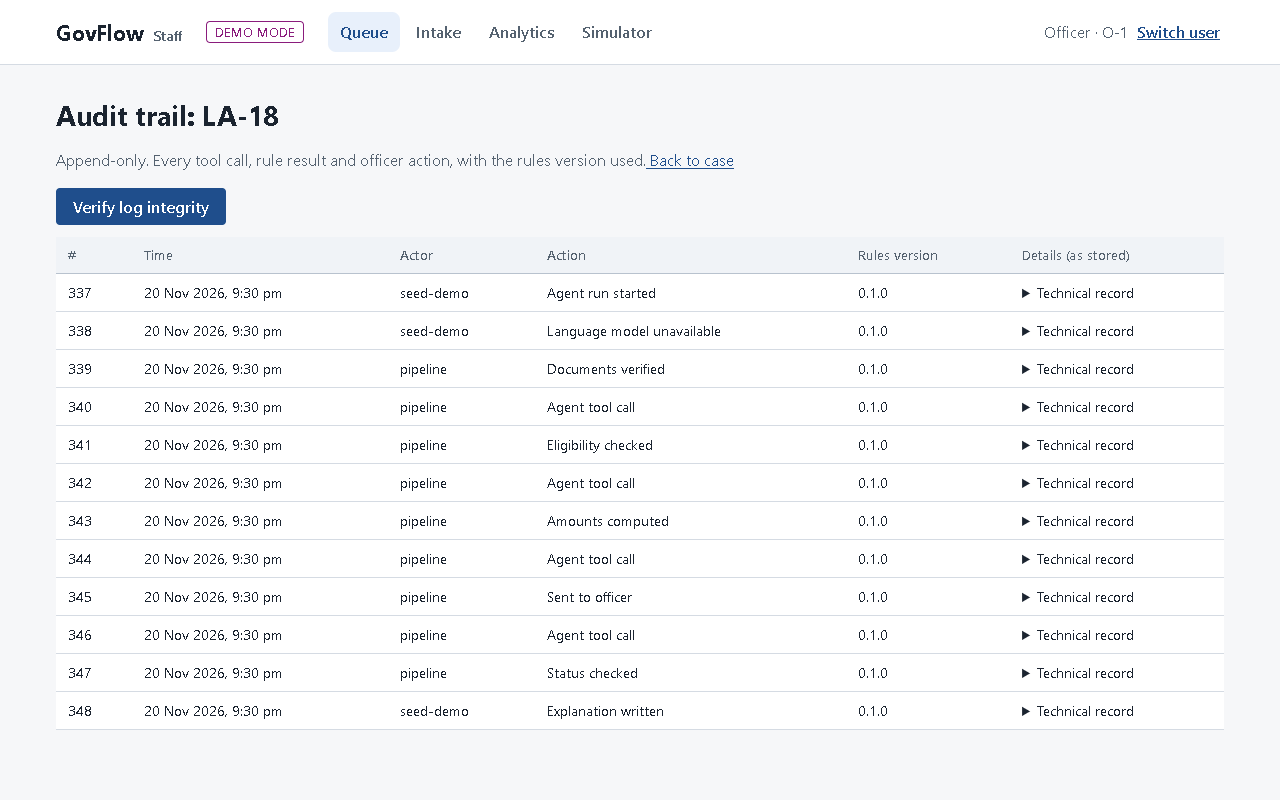 GovFlow Staff DEMO MODE Queue Intake Analytics Simulator Officer · O-1 Switch user
Audit trail: LA-18
Append-only. Every tool call, rule result and officer action, with the rules version used. Back to case
Verify log integrity
# Time Actor Action Rules version Details (as stored)
337 20 Nov 2026, 9:30 pm seed-demo Agent run started 0.1.0 ▶ Technical record
338 20 Nov 2026, 9:30 pm seed-demo Language model unavailable 0.1.0 ▶ Technical record
339 20 Nov 2026, 9:30 pm pipeline Documents verified 0.1.0 ▶ Technical record
340 20 Nov 2026, 9:30 pm pipeline Agent tool call 0.1.0 ▶ Technical record
341 20 Nov 2026, 9:30 pm pipeline Eligibility checked 0.1.0 ▶ Technical record
342 20 Nov 2026, 9:30 pm pipeline Agent tool call 0.1.0 ▶ Technical record
343 20 Nov 2026, 9:30 pm pipeline Amounts computed 0.1.0 ▶ Technical record
344 20 Nov 2026, 9:30 pm pipeline Agent tool call 0.1.0 ▶ Technical record
345 20 Nov 2026, 9:30 pm pipeline Sent to officer 0.1.0 ▶ Technical record
346 20 Nov 2026, 9:30 pm pipeline Agent tool call 0.1.0 ▶ Technical record
347 20 Nov 2026, 9:30 pm pipeline Status checked 0.1.0 ▶ Technical record
348 20 Nov 2026, 9:30 pm seed-demo Explanation written 0.1.0 ▶ Technical record